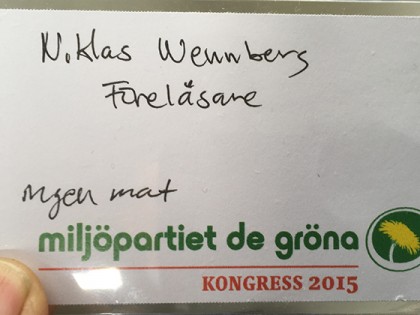 Niklas Wennberg
Föreläsare
Ingen mat
miljöpartiet de gröna
KONGRESS 2015